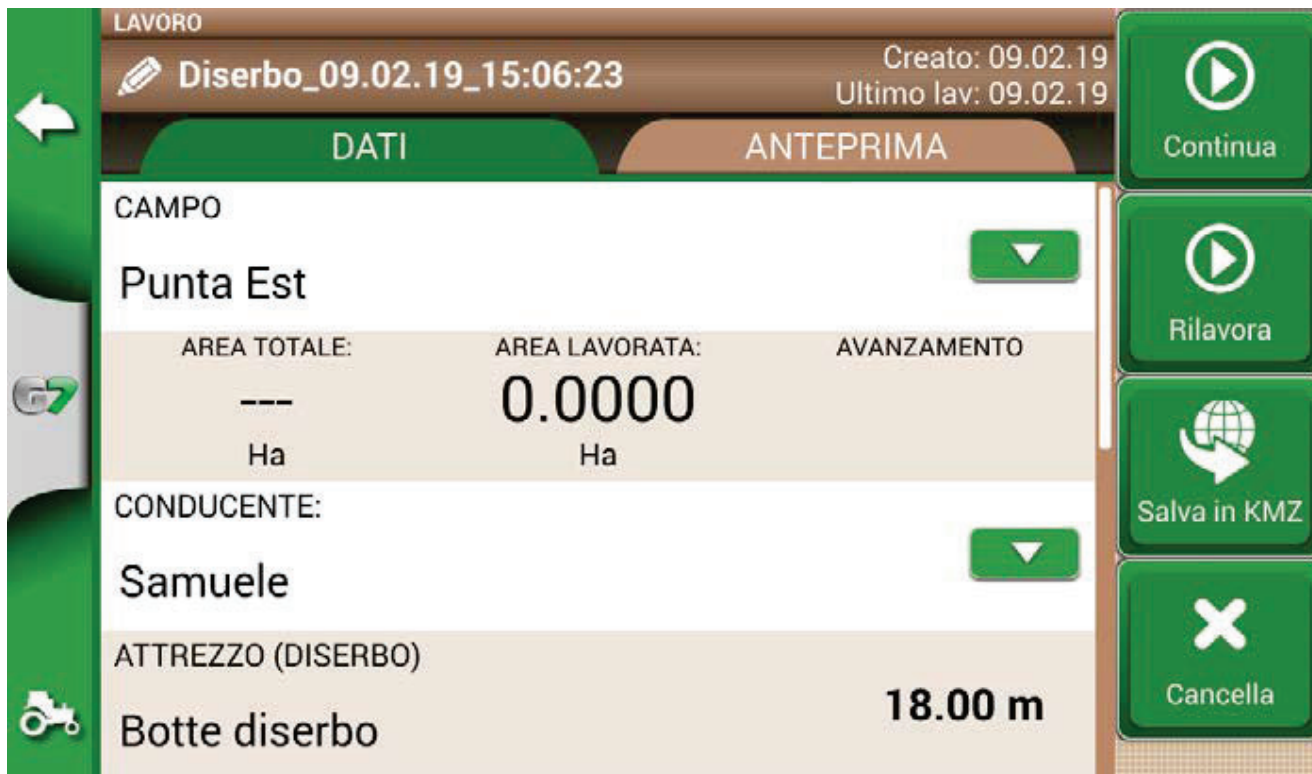 LAVORO
Diserbo_09.02.19_15:06:23
Creato: 09.02.19
Ultimo lav: 09.02.19
DATI
ANTEPRIMA
CAMPO
Punta Est
AREA TOTALE:
AREA LAVORATA:
AVANZAMENTO
---
0.0000
Ha
Ha
CONDUCENTE:
Samuele
ATTREZZO (DISERBO)
Botte diserbo
18.00 m
Continua
Rilavora
Salva in KMZ
Cancella
G7